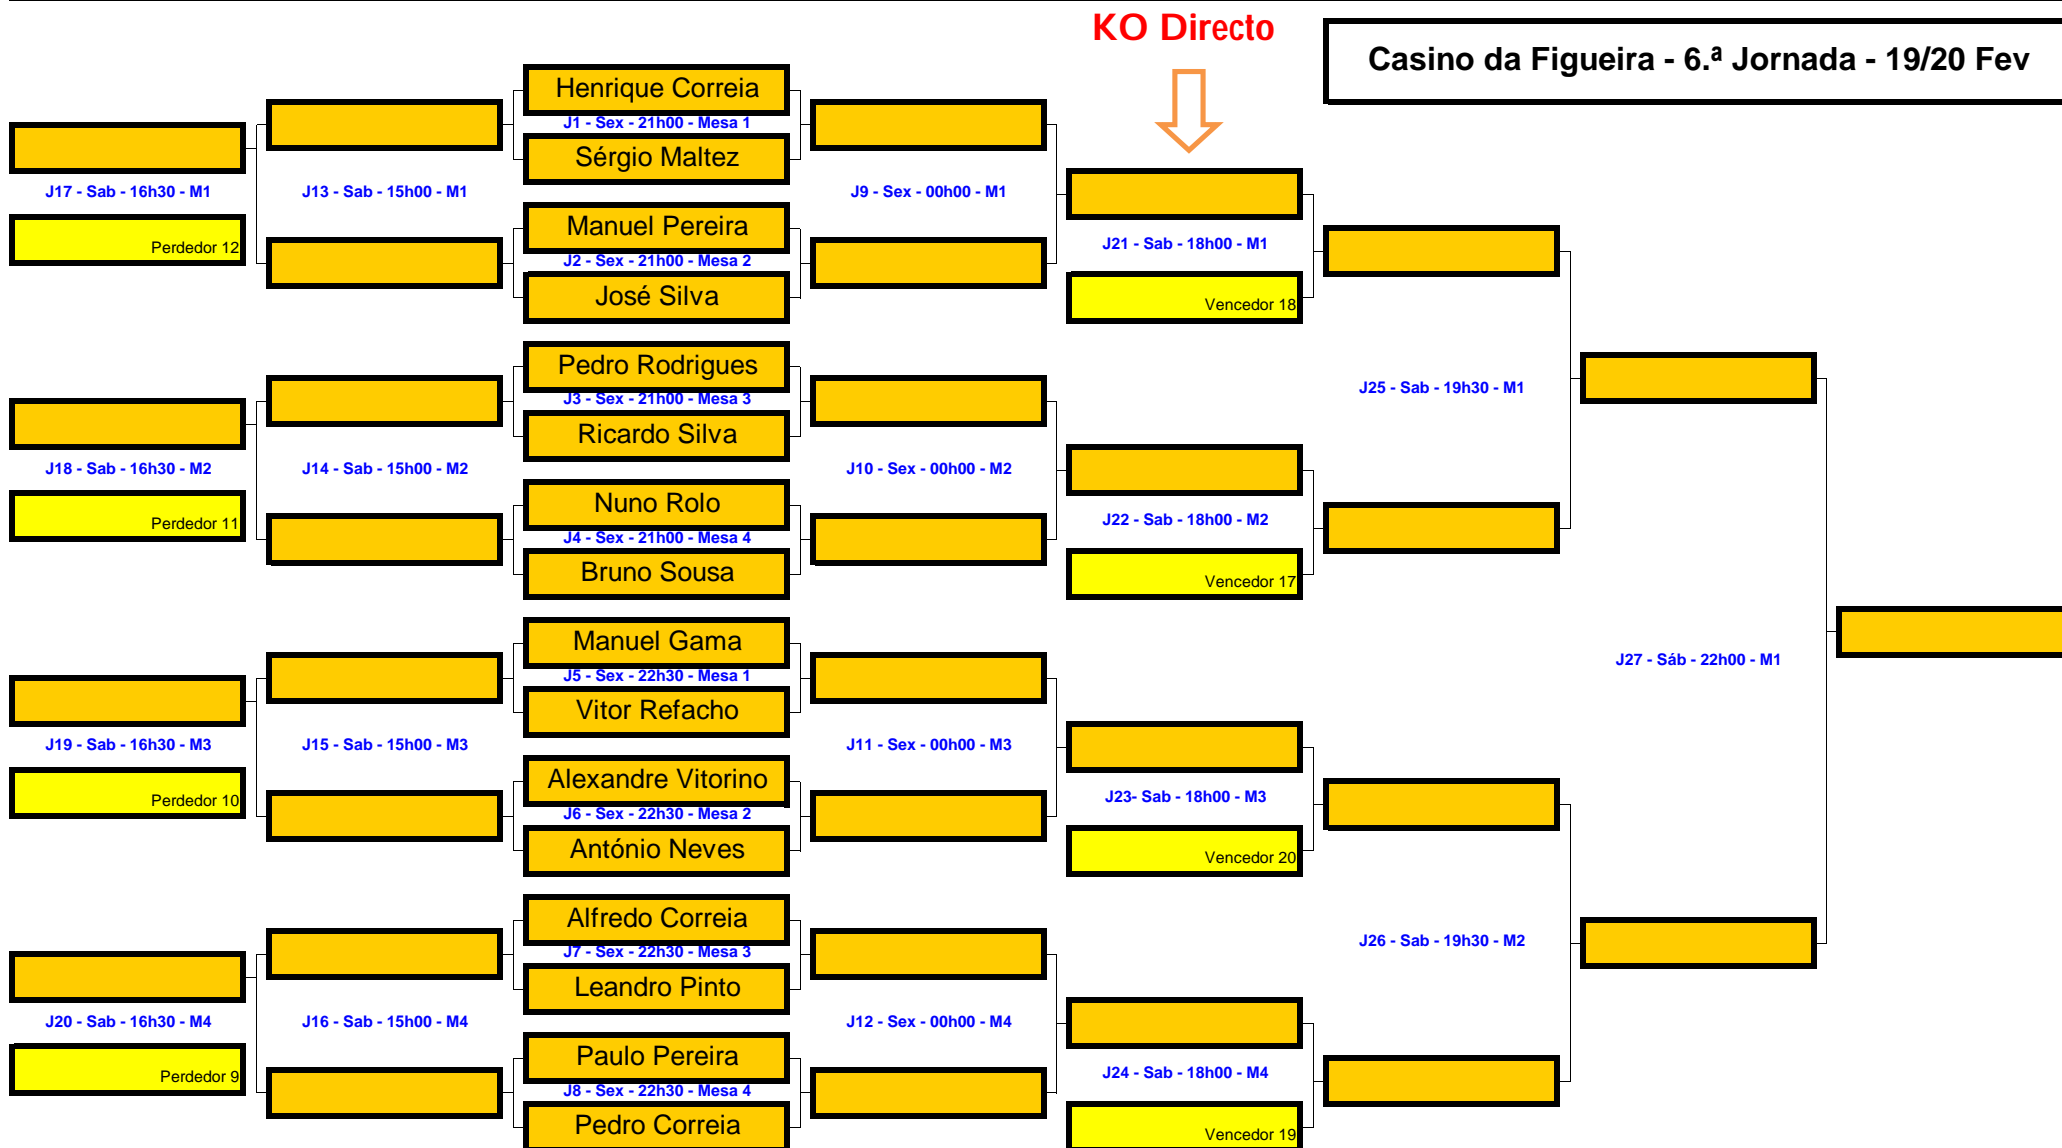 KO Directo
Casino da Figueira - 6.ª Jornada - 19/20 Fev
Henrique Correia
J1 - Sex - 21h00 - Mesa 1
Sérgio Maltez
J17 - Sab - 16h30 - M1
J13 - Sab - 15h00 - M1
J9 - Sex - 00h00 - M1
Manuel Pereira
Perdedor 12
J2 - Sex - 21h00 - Mesa 2
J21 - Sab - 18h00 - M1
José Silva
Vencedor 18
Pedro Rodrigues
J3 - Sex - 21h00 - Mesa 3
J25 - Sab - 19h30 - M1
Ricardo Silva
J18 - Sab - 16h30 - M2
J14 - Sab - 15h00 - M2
J10 - Sex - 00h00 - M2
Nuno Rolo
Perdedor 11
J4 - Sex - 21h00 - Mesa 4
J22 - Sab - 18h00 - M2
Bruno Sousa
Vencedor 17
Manuel Gama
J5 - Sex - 22h30 - Mesa 1
J27 - Sáb - 22h00 - M1
Vitor Refacho
J19 - Sab - 16h30 - M3
J15 - Sab - 15h00 - M3
J11 - Sex - 00h00 - M3
Alexandre Vitorino
Perdedor 10
J6 - Sex - 22h30 - Mesa 2
J23- Sab - 18h00 - M3
António Neves
Vencedor 20
Alfredo Correia
J7 - Sex - 22h30 - Mesa 3
J26 - Sab - 19h30 - M2
Leandro Pinto
J20 - Sab - 16h30 - M4
J16 - Sab - 15h00 - M4
J12 - Sex - 00h00 - M4
Paulo Pereira
Perdedor 9
J8 - Sex - 22h30 - Mesa 4
J24 - Sab - 18h00 - M4
Pedro Correia
Vencedor 19